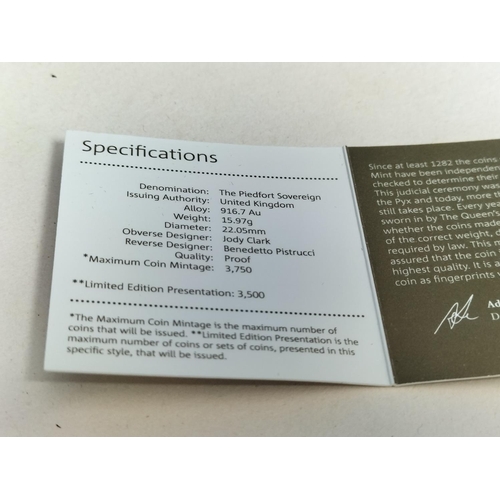 Specifications
Denomination: The Piedfort Sovereign
Issuing Authority: United Kingdom
Alloy: 916.7 Au
Weight: 15.97g
Diameter: 22.05mm
Obverse Designer: Jody Clark
Reverse Designer: Benedetto Pistrucci
Quality: Proof
*Maximum Coin Mintage: 3,750
**Limited Edition Presentation: 3,500
*The Maximum Coin Mintage is the maximum number of
coins that will be issued. **Limited Edition Presentation is the
maximum number of coins or sets of coins, presented in this
specific style, that will be issued.
Since at least 1282 the coins
Mint have been independen
checked to determine their
This judicial ceremony was
the Pyx and today, more
still takes place. Every yea
sworn in by The Queen'
whether the coins made
of the correct weight, d
required by law. This
assured that the coin
highest quality. It is a
coin as fingerprints
Ad
D